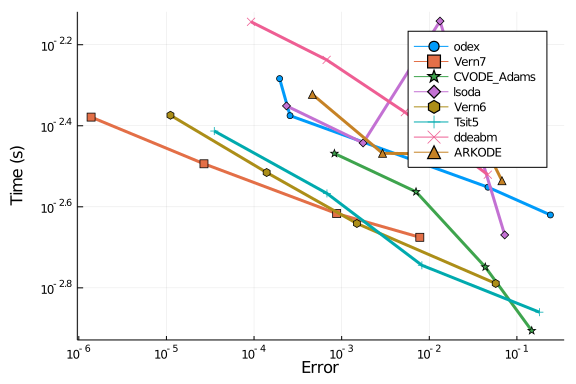 10^-2.2
10^-2.4
10^-2.6
10^-2.8
Time (s)
odex
Vern7
CVODE_Adams
lsoda
Vern6
Tsit5
ddeabm
ARKODE
10^-6 10^-5 10^-4 10^-3 10^-2 10^-1
Error